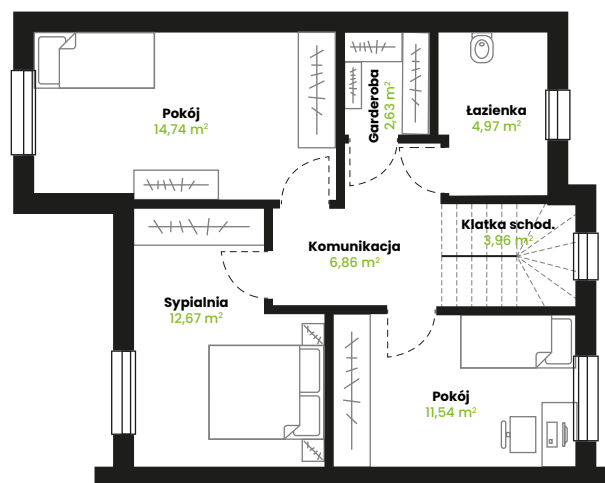 Pokój
14,74 m²
Garderoba
2,63 m²
Łazienka
4,97 m²
Klatka schod.
3,96 m²
Komunikacja
6,86 m²
Sypialnia
12,67 m²
Pokój
11,54 m²